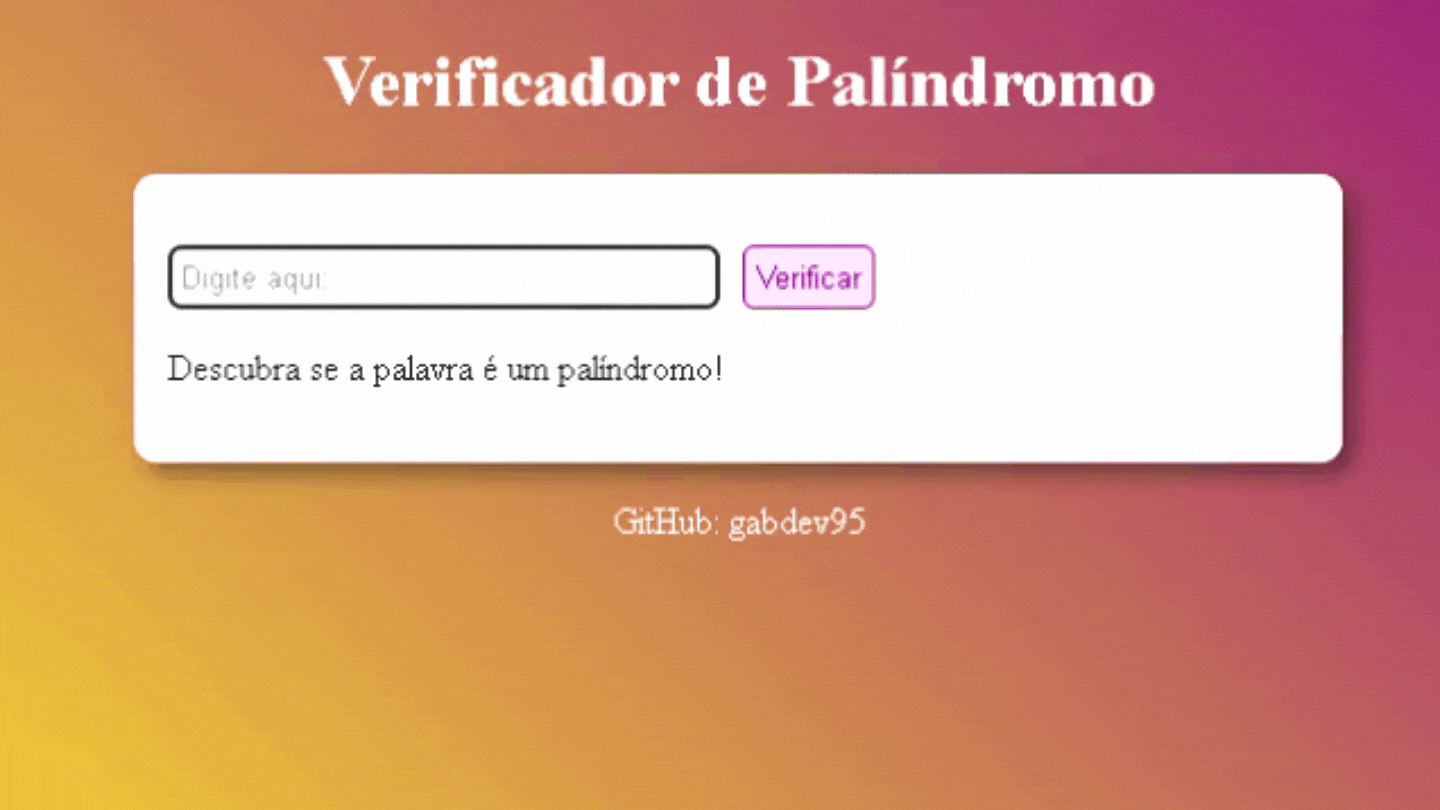 Verificador de Palíndromo
Digite aqui:
Verificar
Descubra se a palavra é um palíndromo!
GitHub: gabdev95